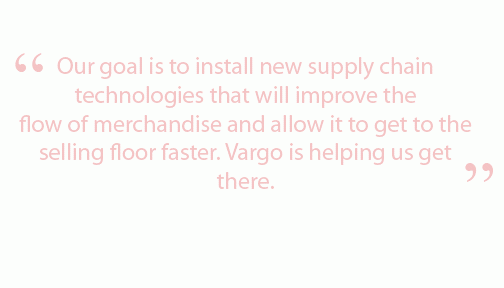 “ Our goal is to install new supply chain
technologies that will improve the
flow of merchandise and allow it to get to the
selling floor faster. Vargo is helping us get
there. ”